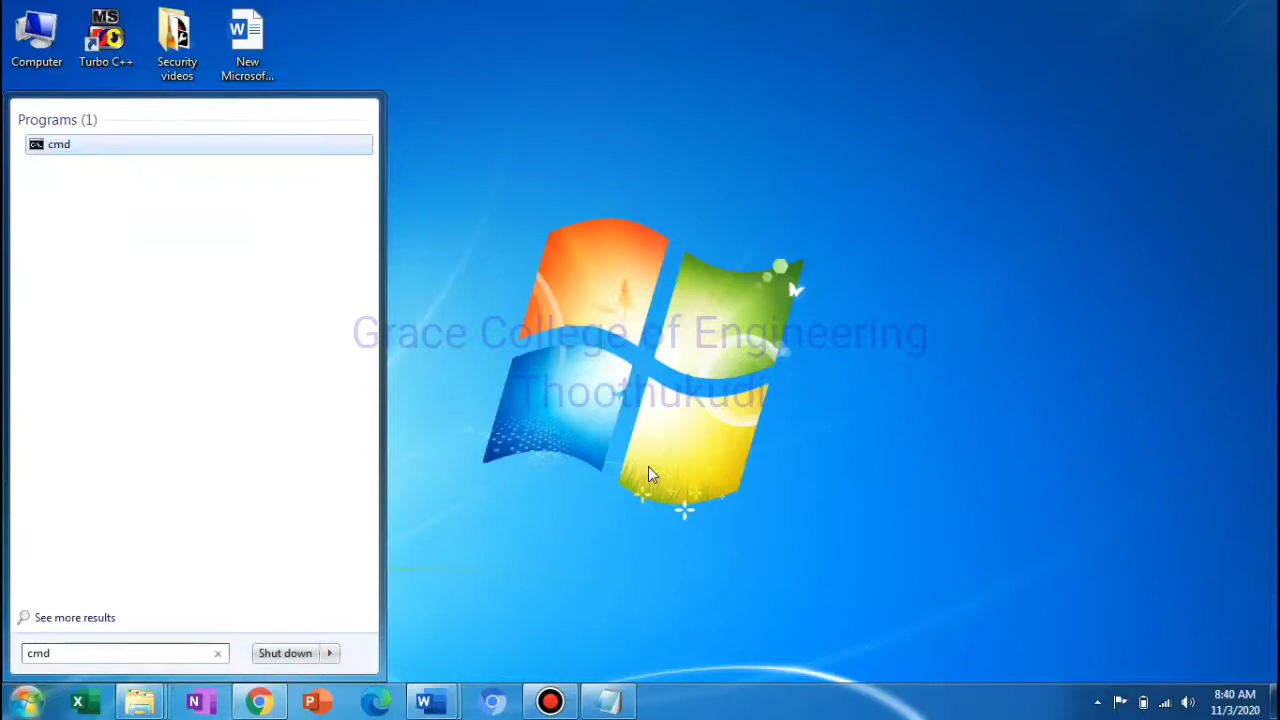 MS
Computer
Turbo C++
Security
videos
New
Microsof...
Programs (1)
cmd
Grace College of Engineering
Thoothukudi
See more results
cmd
Shut down
8:40 AM
11/3/2020